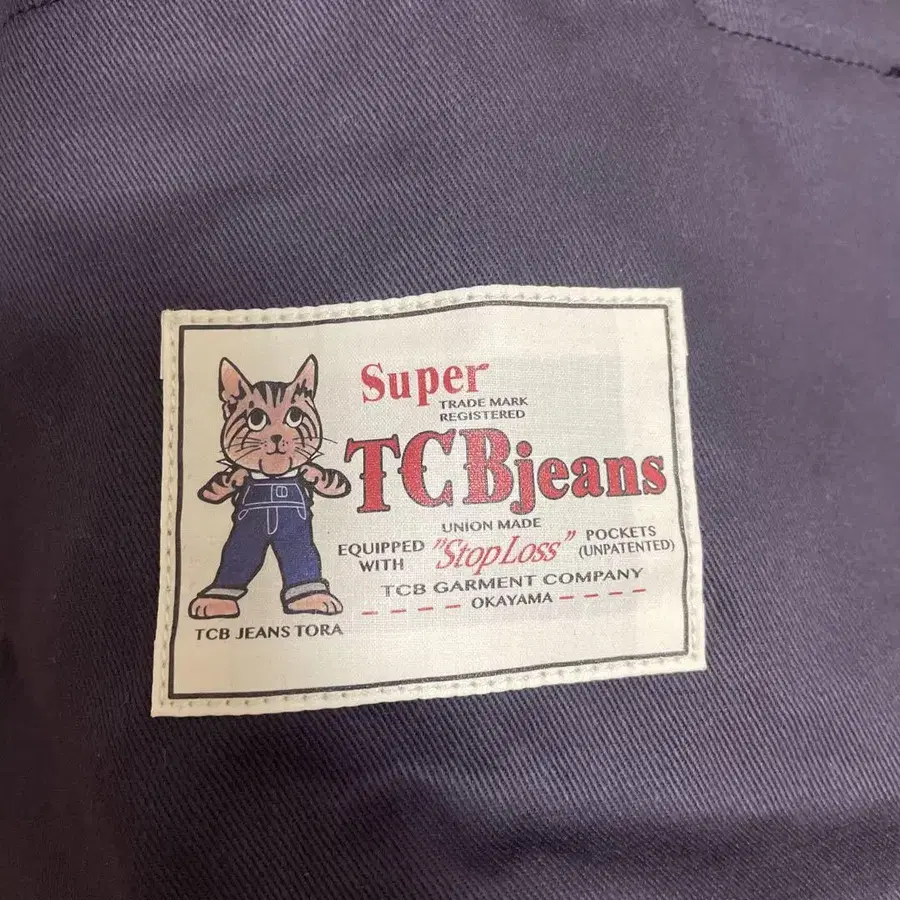 Super
TRADE MARK
REGISTERED
TCBjeans
UNION MADE
EQUIPPED WITH "StopLoss" POCKETS (UNPATENTED)
TCB GARMENT COMPANY
---- OKAYAMA ----
TCB JEANS TORA